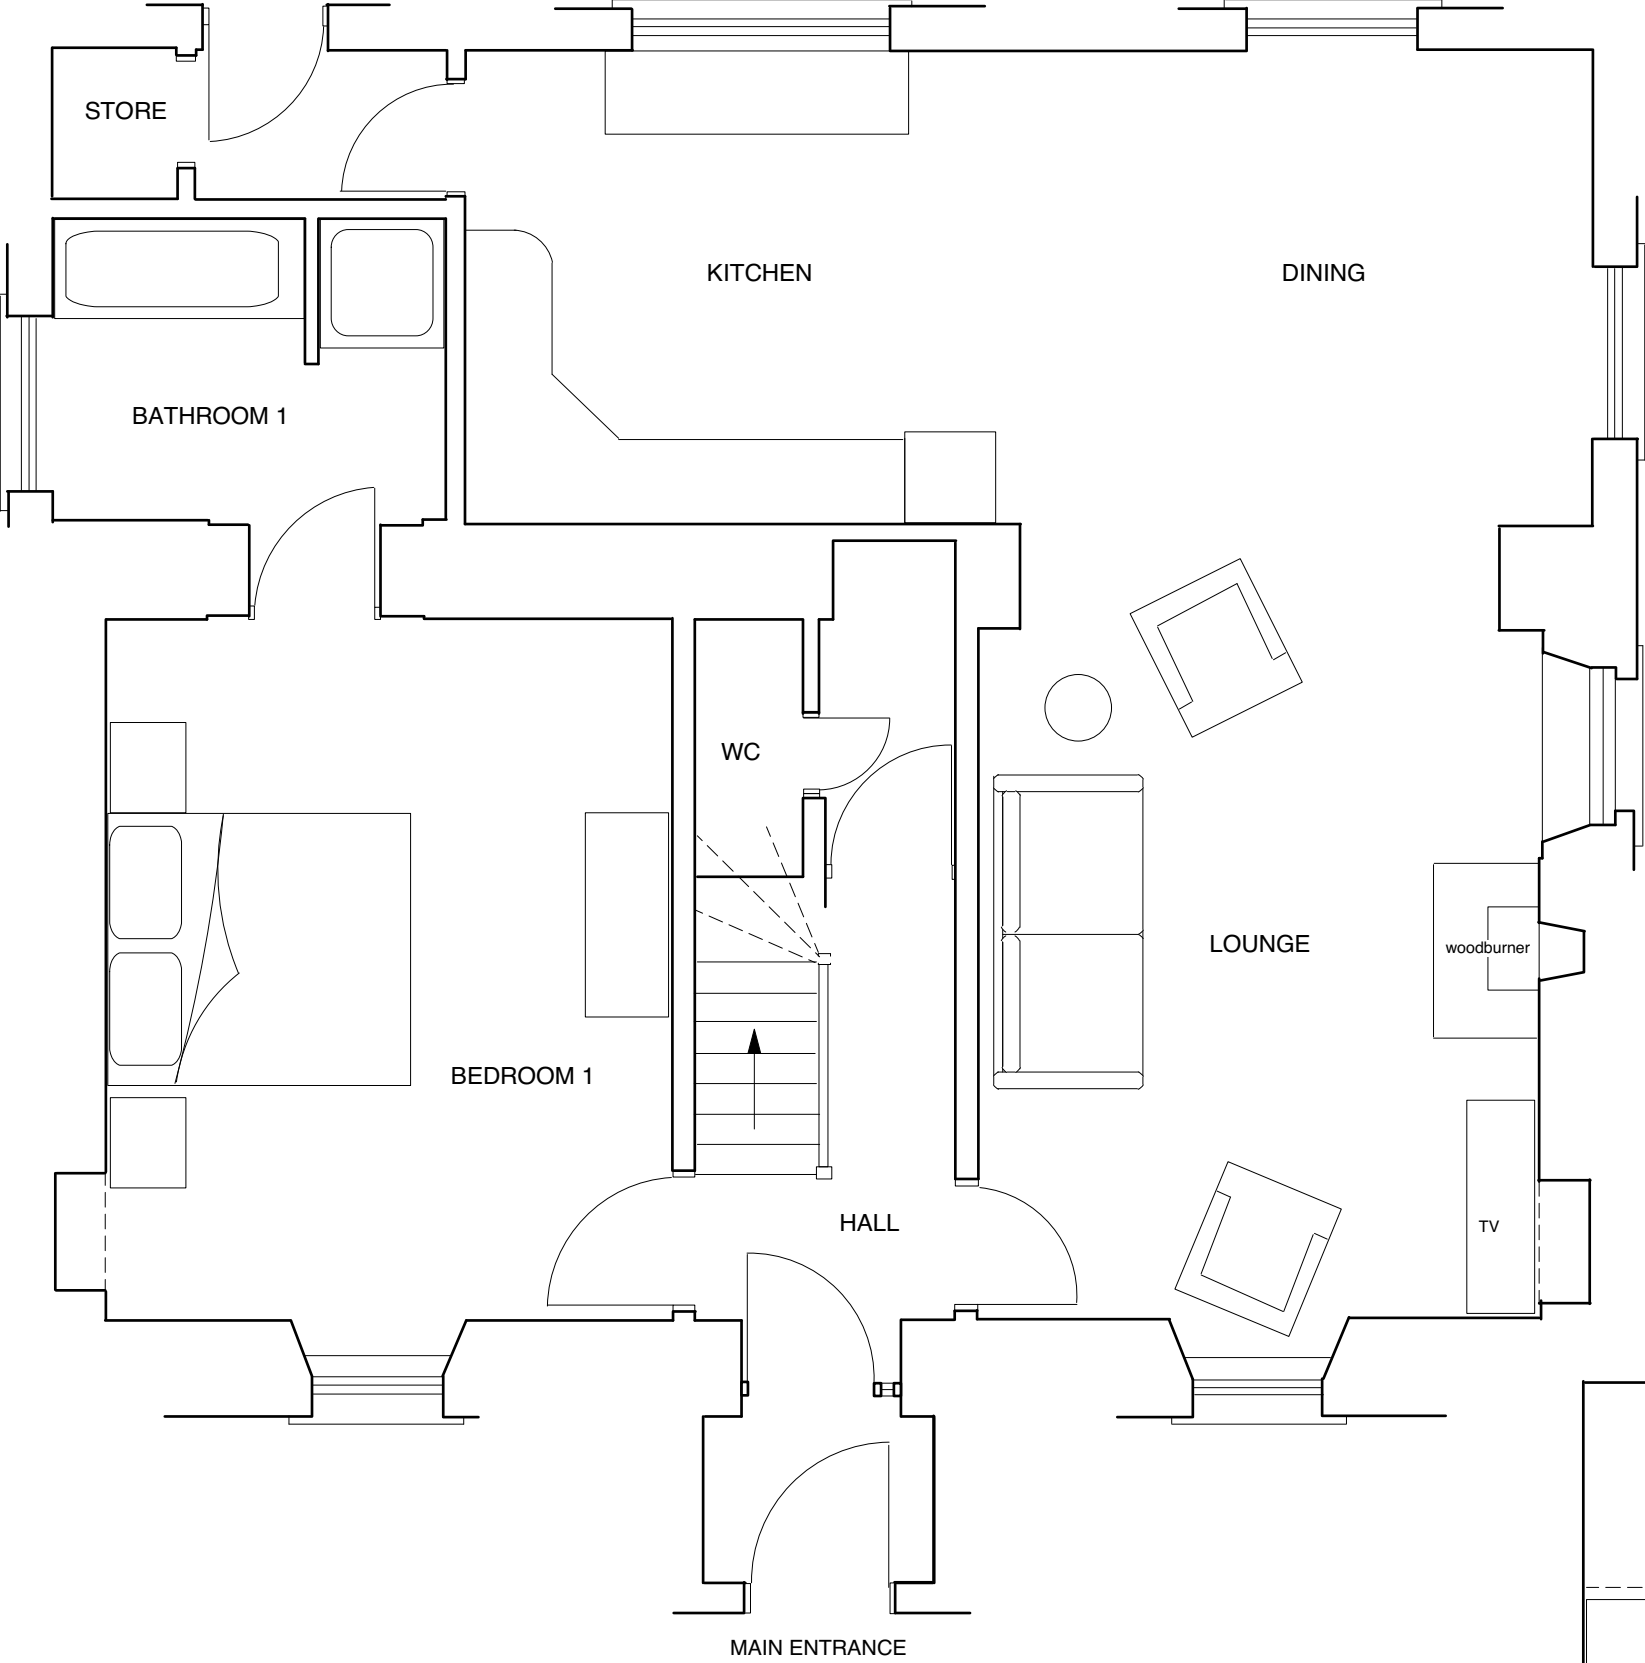 STORE
KITCHEN
DINING
BATHROOM 1
WC
LOUNGE
woodburner
BEDROOM 1
HALL
TV
MAIN ENTRANCE